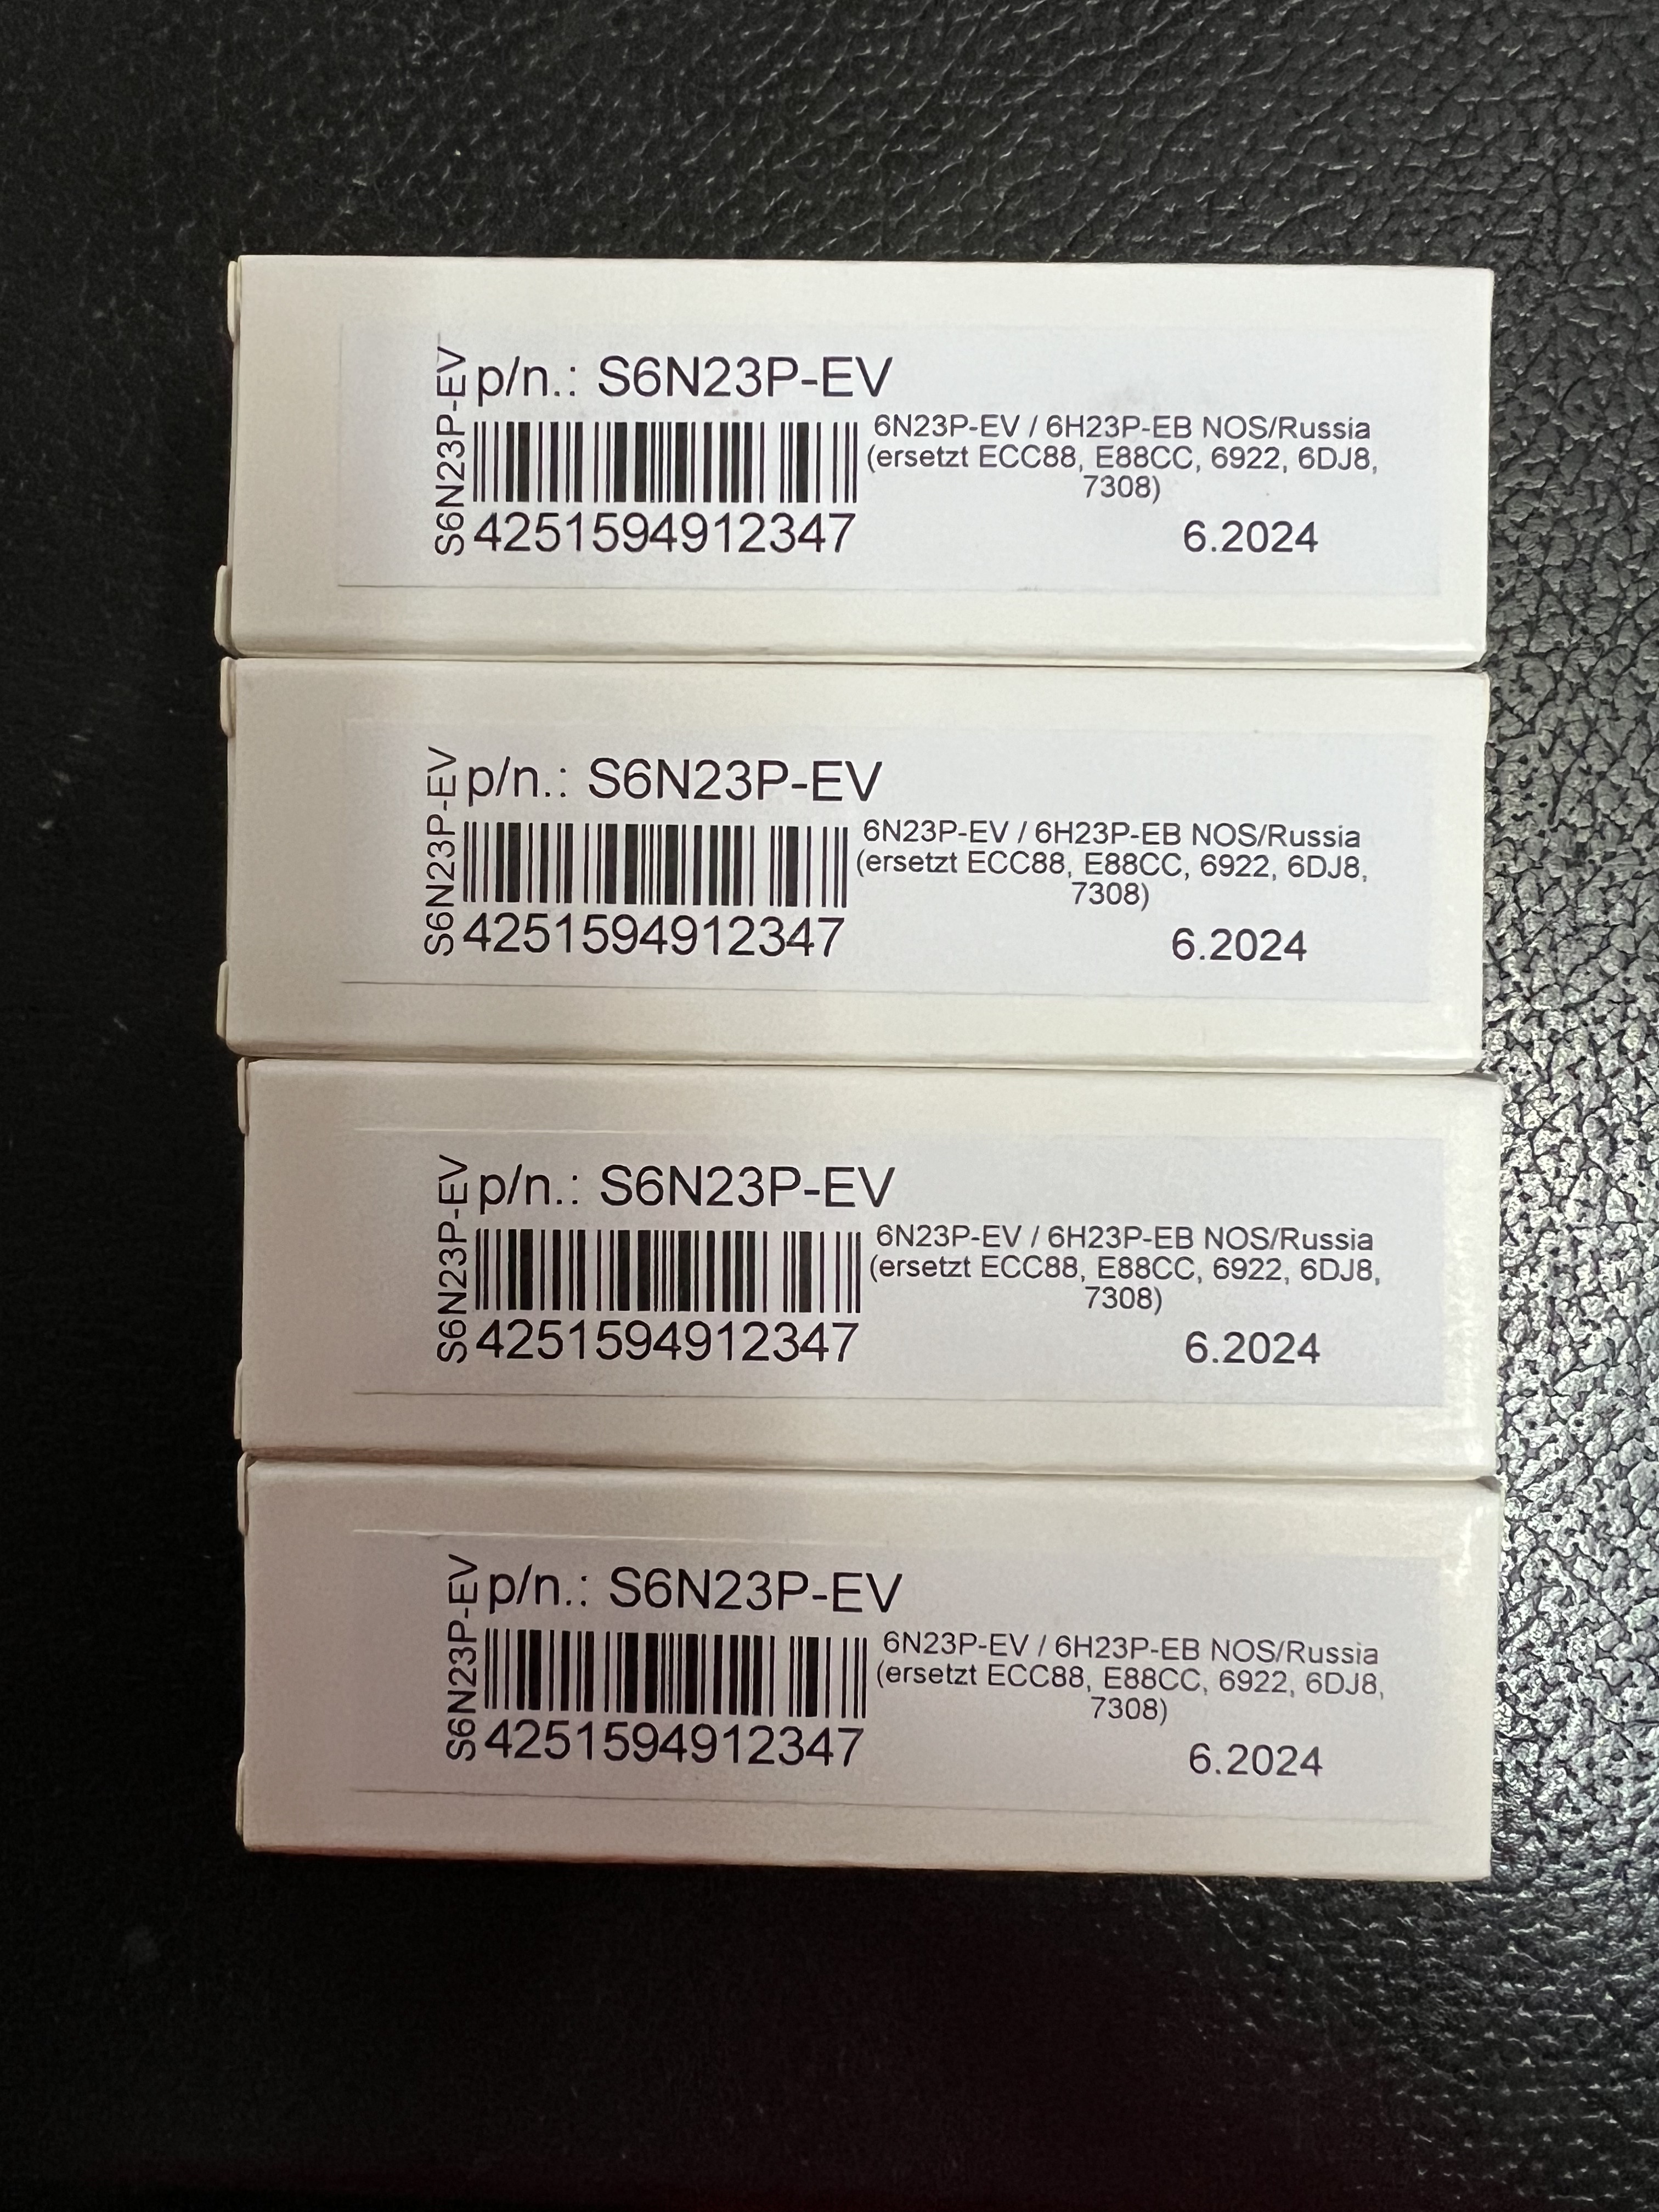 S6N23P-EV
p/n.: S6N23P-EV
6N23P-EV / 6H23P-EB NOS/Russia
(ersetzt ECC88, E88CC, 6922, 6DJ8,
7308)
4251594912347
6.2024
S6N23P-EV
p/n.: S6N23P-EV
6N23P-EV / 6H23P-EB NOS/Russia
(ersetzt ECC88, E88CC, 6922, 6DJ8,
7308)
4251594912347
6.2024
S6N23P-EV
p/n.: S6N23P-EV
6N23P-EV / 6H23P-EB NOS/Russia
(ersetzt ECC88, E88CC, 6922, 6DJ8,
7308)
4251594912347
6.2024
S6N23P-EV
p/n.: S6N23P-EV
6N23P-EV / 6H23P-EB NOS/Russia
(ersetzt ECC88, E88CC, 6922, 6DJ8,
7308)
4251594912347
6.2024